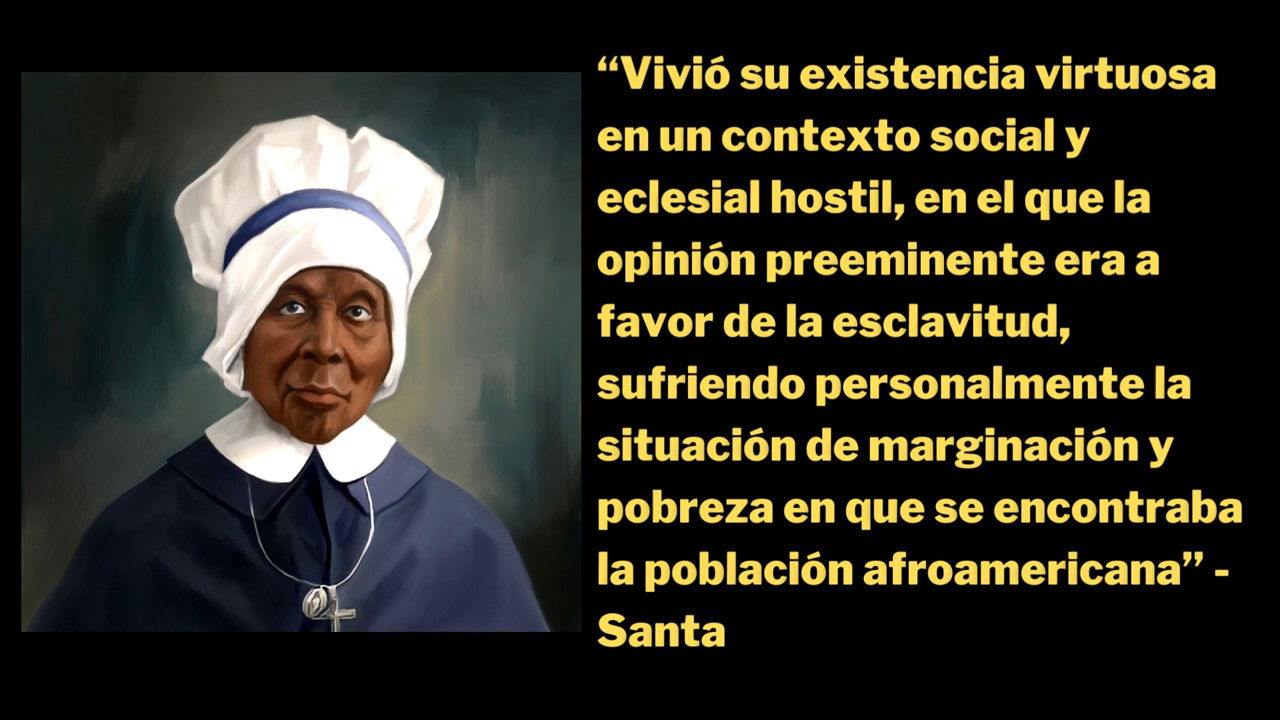 “Vivió su existencia virtuosa
en un contexto social y
eclesial hostil, en el que la
opinión preeminente era a
favor de la esclavitud,
sufriendo personalmente la
situación de marginación y
pobreza en que se encontraba
la población afroamericana” -
Santa